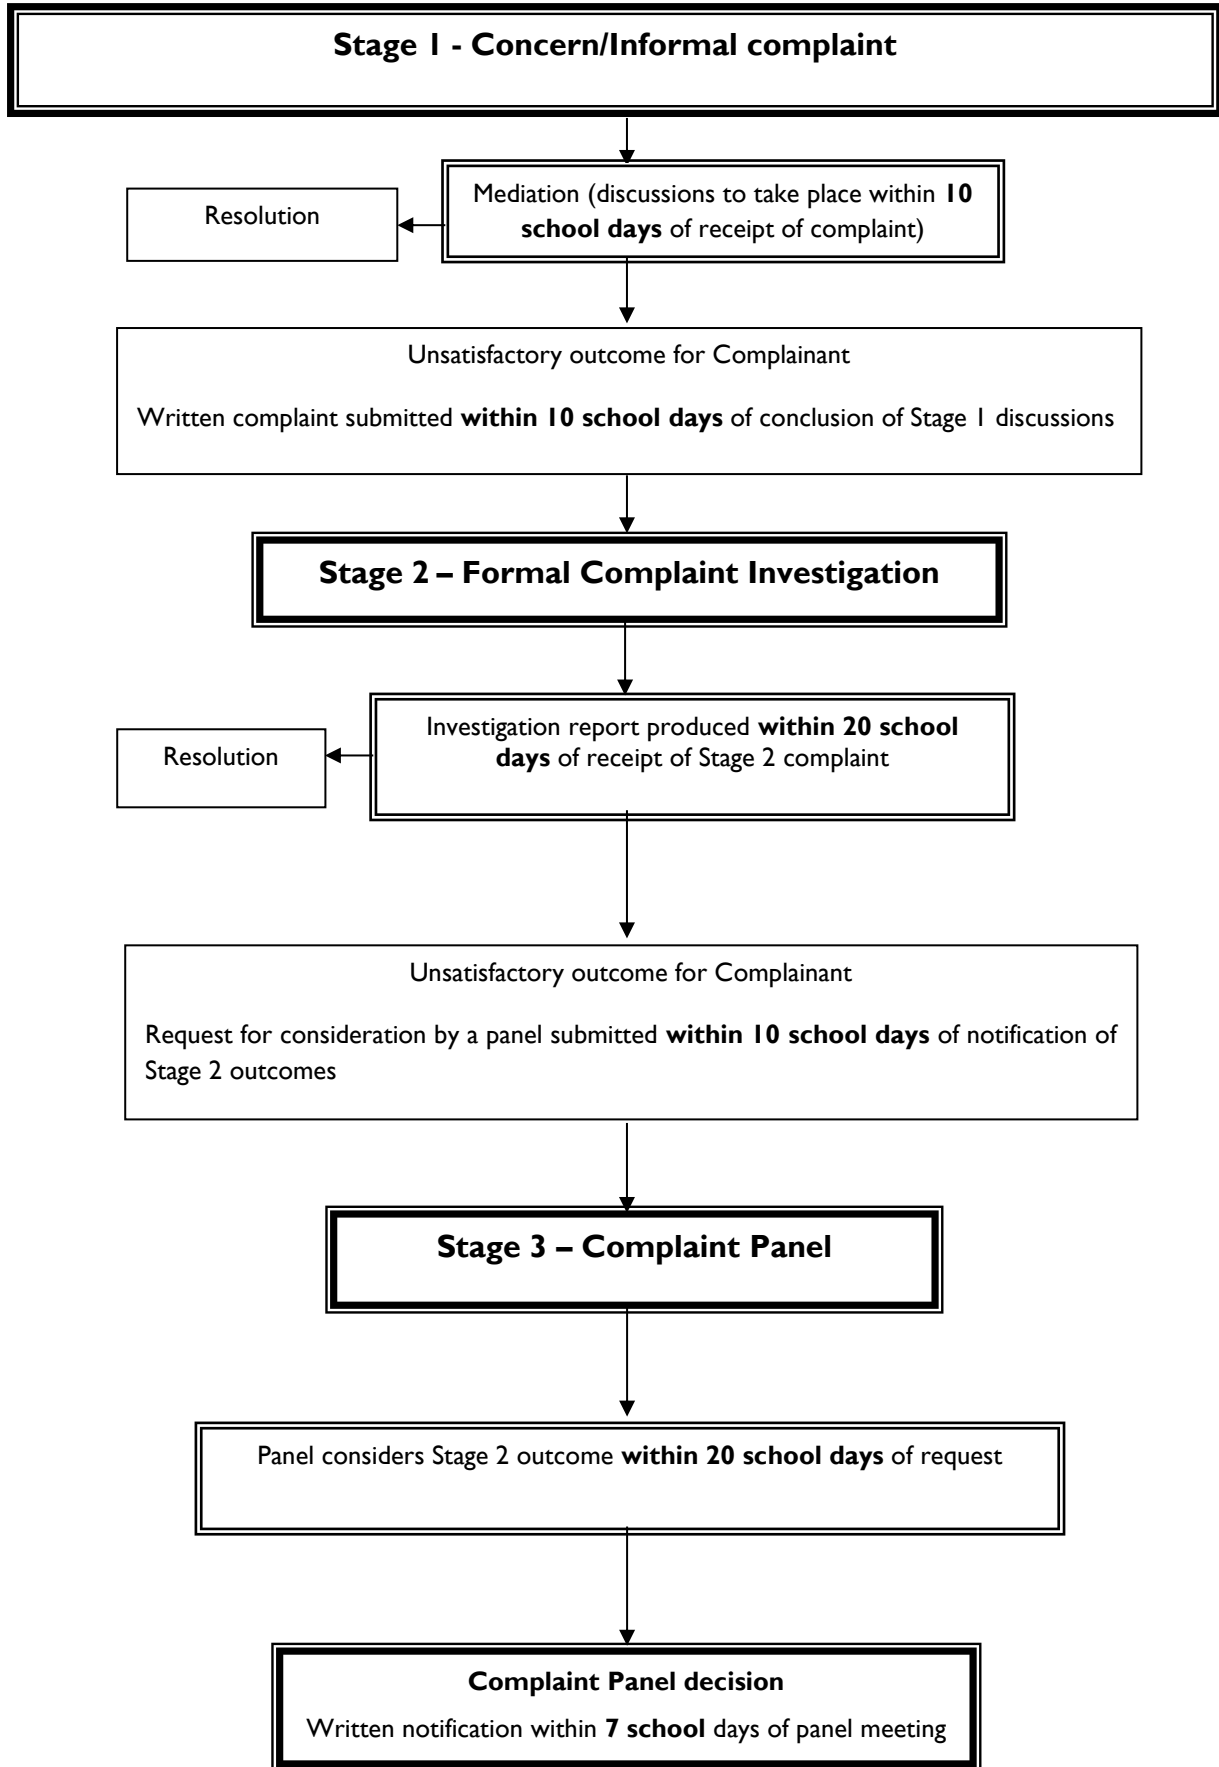 Stage 1 - Concern/Informal complaint
Mediation (discussions to take place within 10
school days of receipt of complaint)
Resolution
Unsatisfactory outcome for Complainant
Written complaint submitted within 10 school days of conclusion of Stage 1 discussions
Stage 2 – Formal Complaint Investigation
Investigation report produced within 20 school
days of receipt of Stage 2 complaint
Resolution
Unsatisfactory outcome for Complainant
Request for consideration by a panel submitted within 10 school days of notification of
Stage 2 outcomes
Stage 3 – Complaint Panel
Panel considers Stage 2 outcome within 20 school days of request
Complaint Panel decision
Written notification within 7 school days of panel meeting